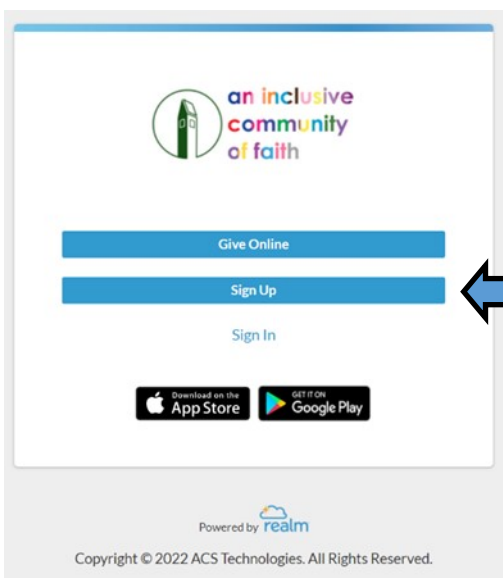 an inclusive
community
of faith
Give Online
Sign Up
Sign In
Download on the
App Store
GET IT ON
Google Play
Powered by realm
Copyright © 2022 ACS Technologies. All Rights Reserved.